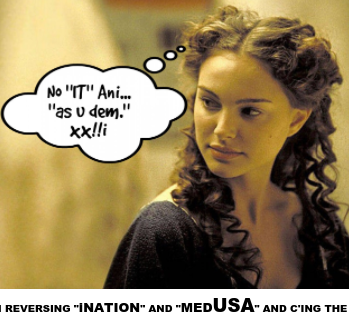 No "IT" Ani...
"as u dem."
xx!!i
REVERSING "iNATION" AND "MEDUSA" AND C'ING THE